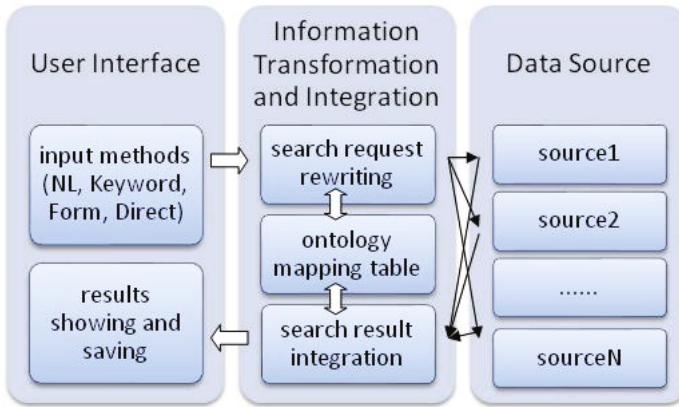 User Interface
input methods
(NL, Keyword,
Form, Direct)
results
showing and
saving
Information
Transformation
and Integration
search request
rewriting
ontology
mapping table
search result
integration
Data Source
source1
source2
......
sourceN